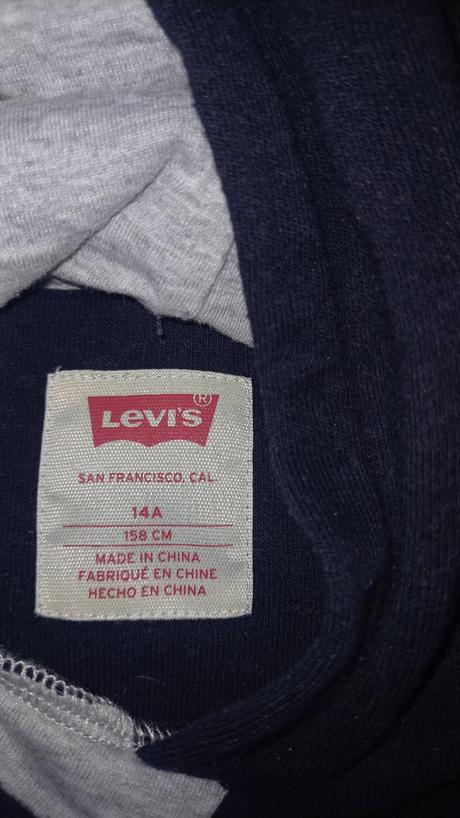 LEVI'S ®
SAN FRANCISCO, CAL.
14A
158 CM
MADE IN CHINA
FABRIQUÉ EN CHINE
HECHO EN CHINA